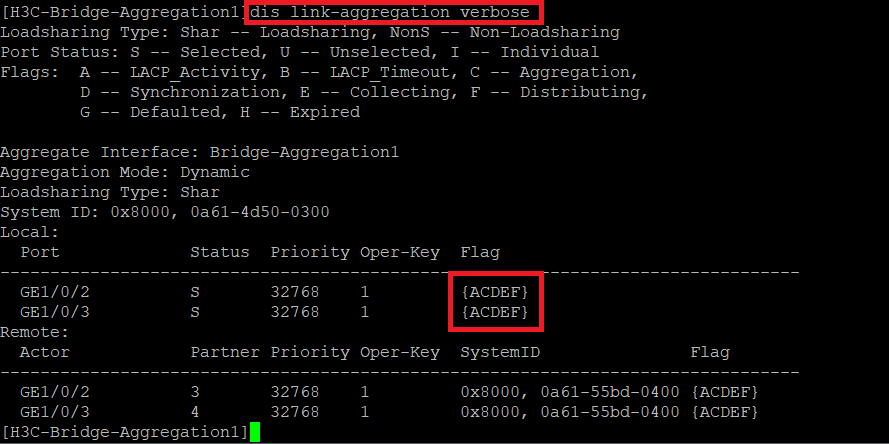 [H3C-Bridge-Aggregation1]dis link-aggregation verbose
Loadsharing Type: Shar -- Loadsharing, NonS -- Non-Loadsharing
Port Status: S -- Selected, U -- Unselected, I -- Individual
Flags:  A -- LACP_Activity, B -- LACP_Timeout, C -- Aggregation,
        D -- Synchronization, E -- Collecting, F -- Distributing,
        G -- Defaulted, H -- Expired

Aggregate Interface: Bridge-Aggregation1
Aggregation Mode: Dynamic
Loadsharing Type: Shar
System ID: 0x8000, 0a61-4d50-0300
Local:
  Port             Status  Priority Oper-Key  Flag
--------------------------------------------------------------------------------
  GE1/0/2          S       32768    1         {ACDEF}
  GE1/0/3          S       32768    1         {ACDEF}
Remote:
  Actor            Partner Priority Oper-Key  SystemID               Flag
--------------------------------------------------------------------------------
  GE1/0/2          3       32768    1         0x8000, 0a61-55bd-0400 {ACDEF}
  GE1/0/3          4       32768    1         0x8000, 0a61-55bd-0400 {ACDEF}
[H3C-Bridge-Aggregation1]